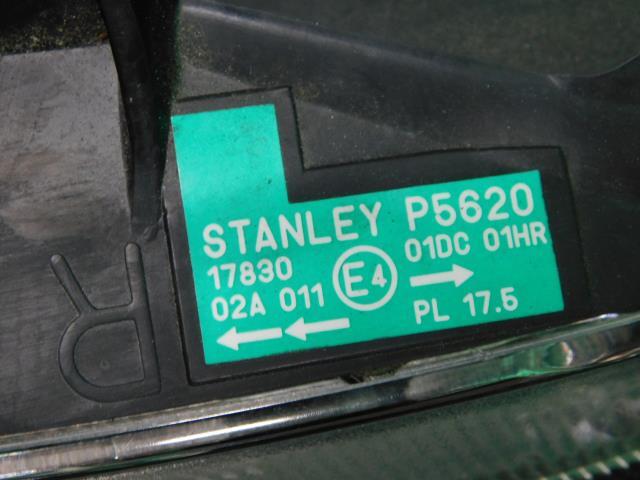 STANLEY P5620
17830 01DC 01HR
02A 011 E4
PL 17.5
R